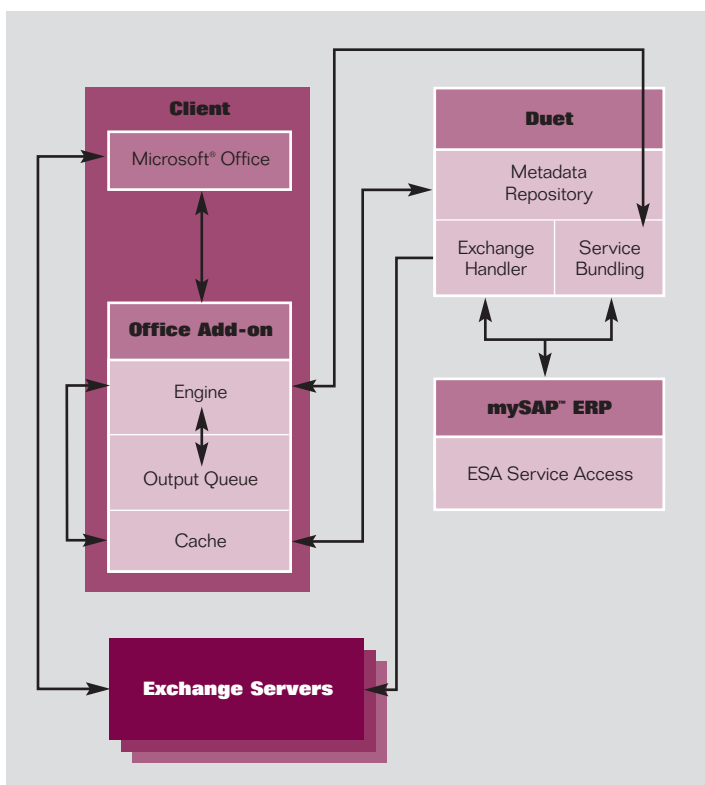 Client
Microsoft® Office
Office Add-on
Engine
Output Queue
Cache
Exchange Servers
Duet
Metadata
Repository
Exchange
Handler
Service
Bundling
mySAP™ ERP
ESA Service Access